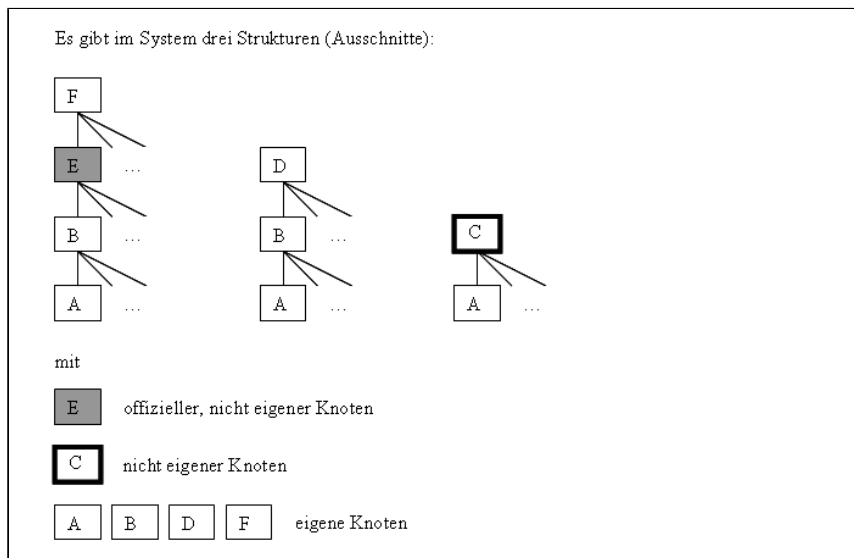 Es gibt im System drei Strukturen (Ausschnitte):
F
E ... D
B ... B ... C
A ... A ... A ...
mit
E offizieller, nicht eigener Knoten
C nicht eigener Knoten
A B D F eigene Knoten